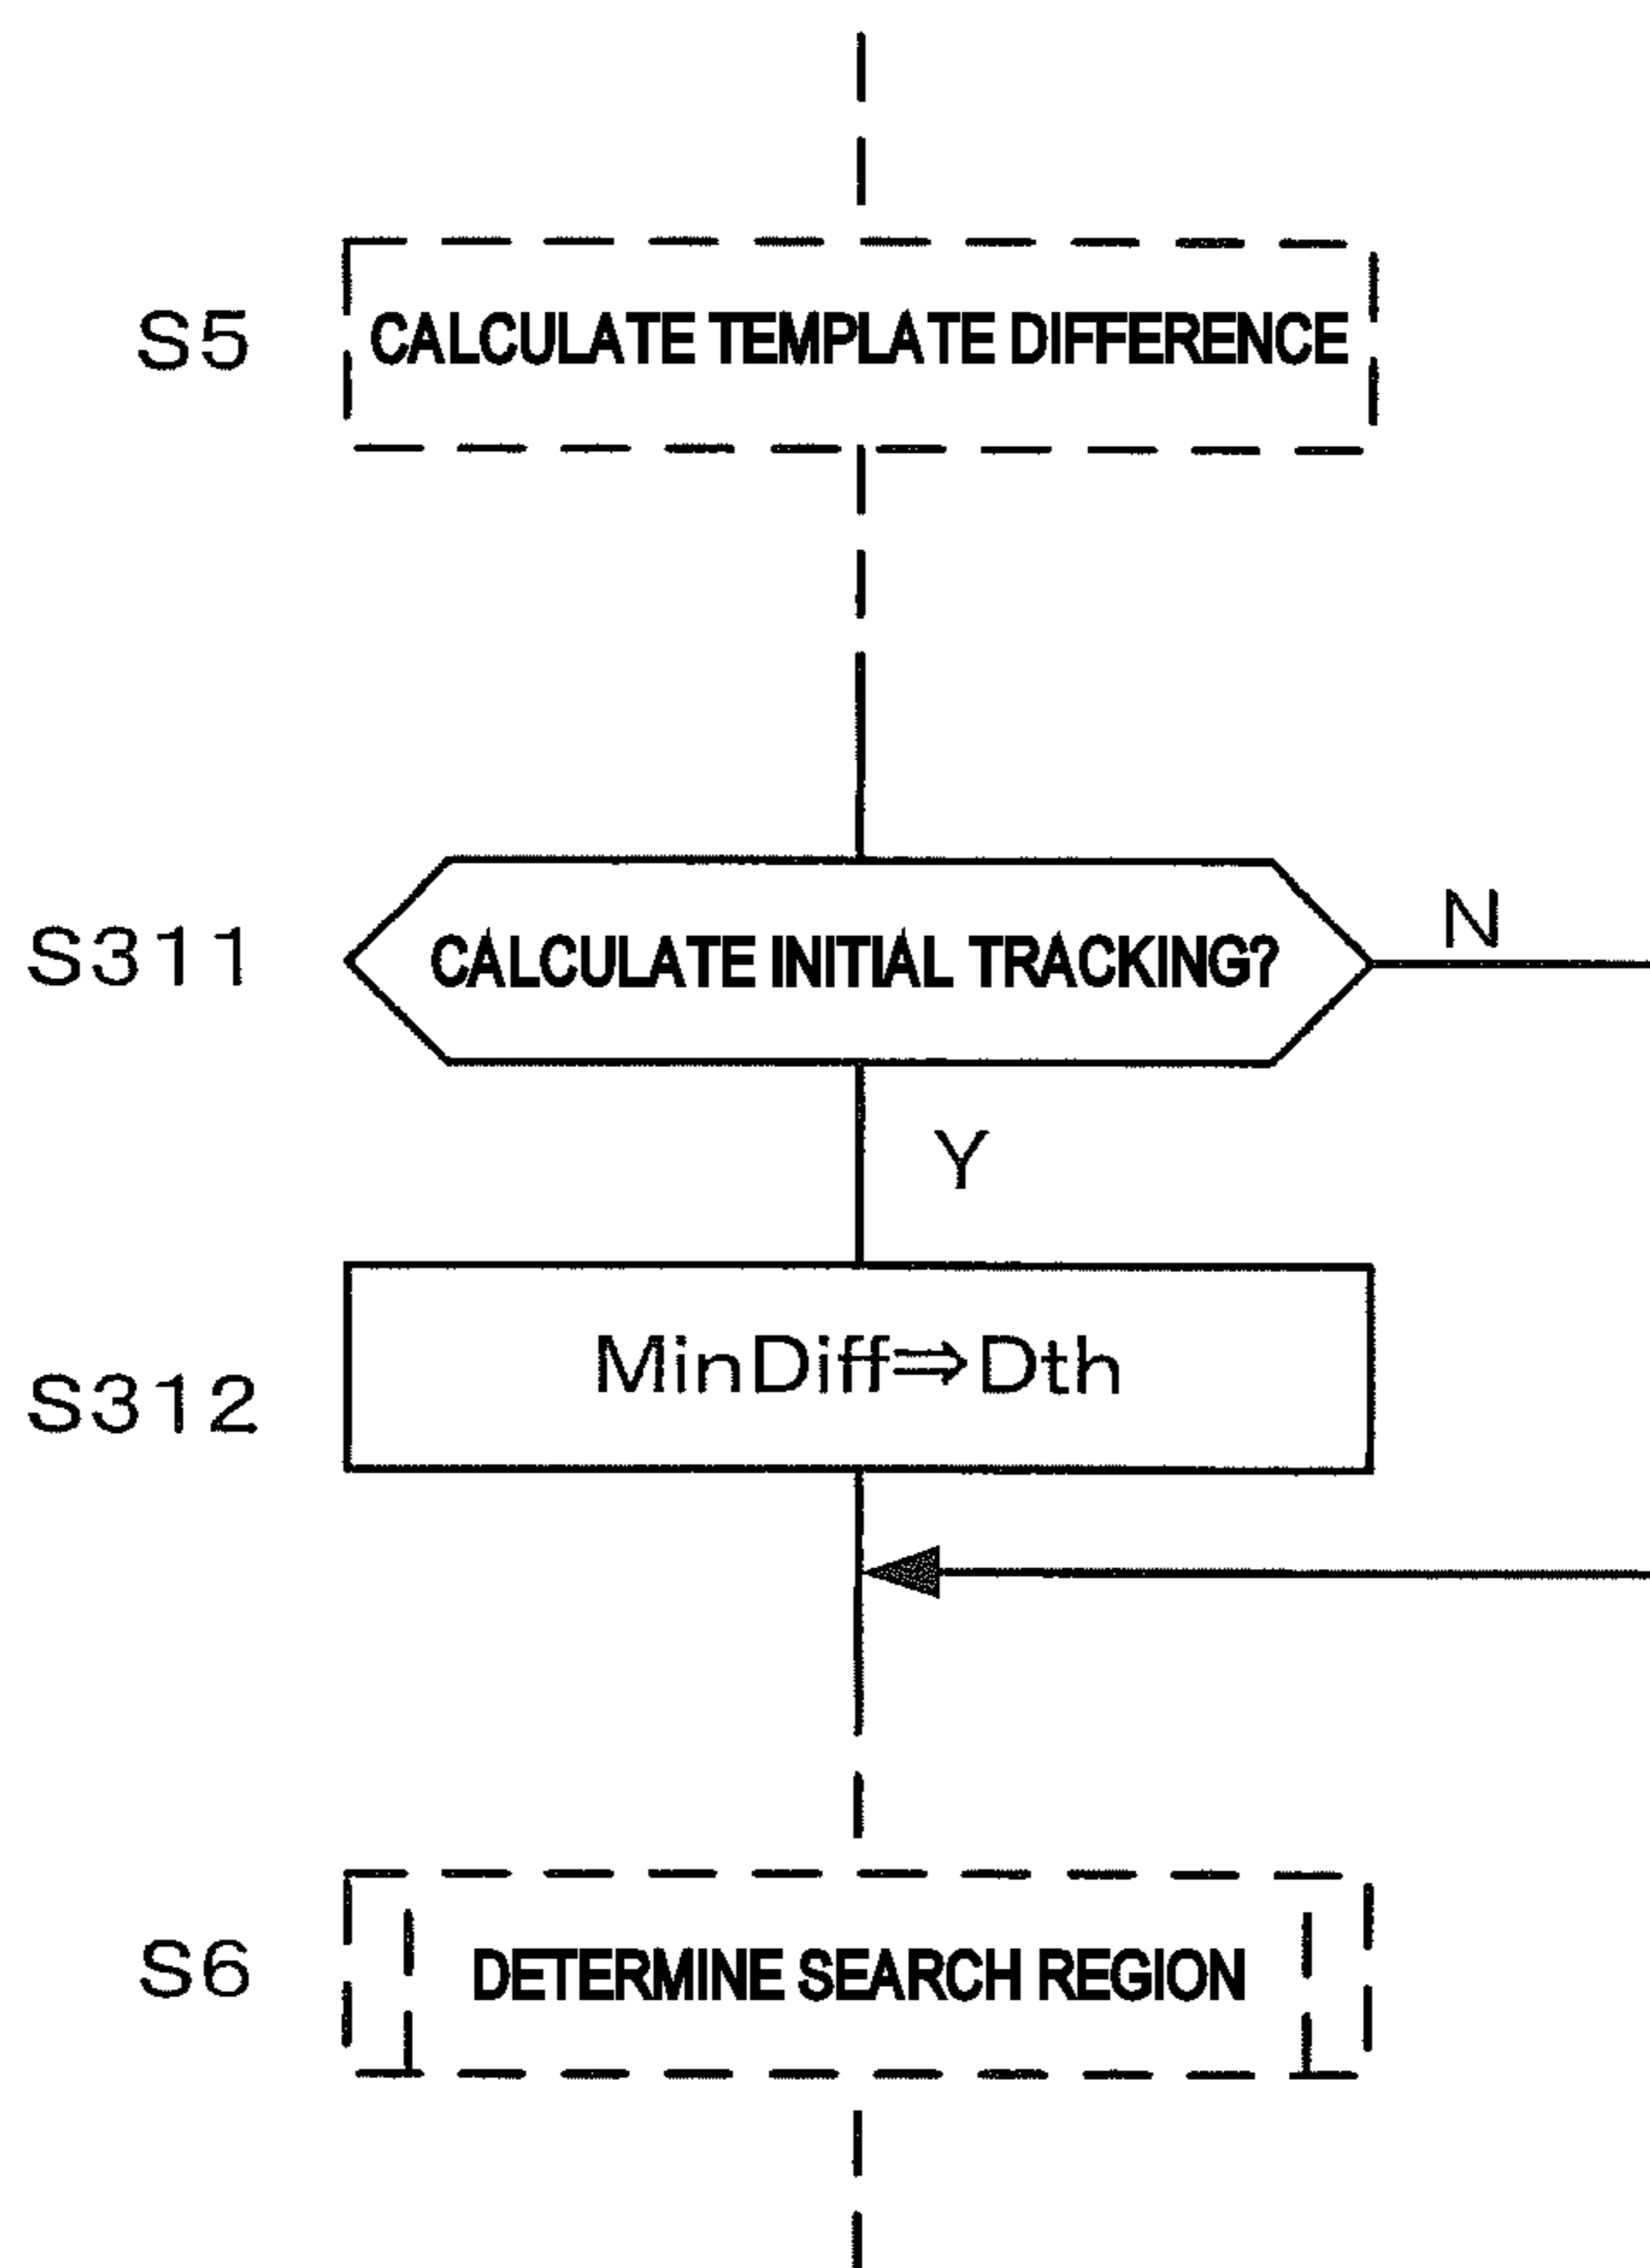 S5 CALCULATE TEMPLATE DIFFERENCE
S311 CALCULATE INITIAL TRACKING? N
Y
S312 MinDiff⇒Dth
S6 DETERMINE SEARCH REGION